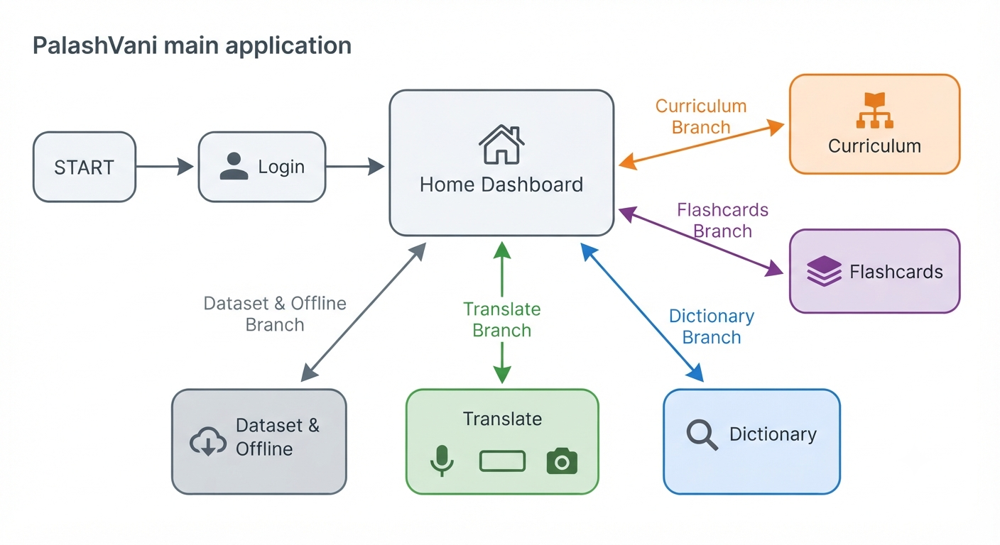 PalashVani main application
START
Login
Home Dashboard
Curriculum
Branch
Curriculum
Flashcards
Branch
Flashcards
Dataset & Offline
Branch
Translate
Branch
Dictionary
Branch
Dataset &
Offline
Translate
Dictionary